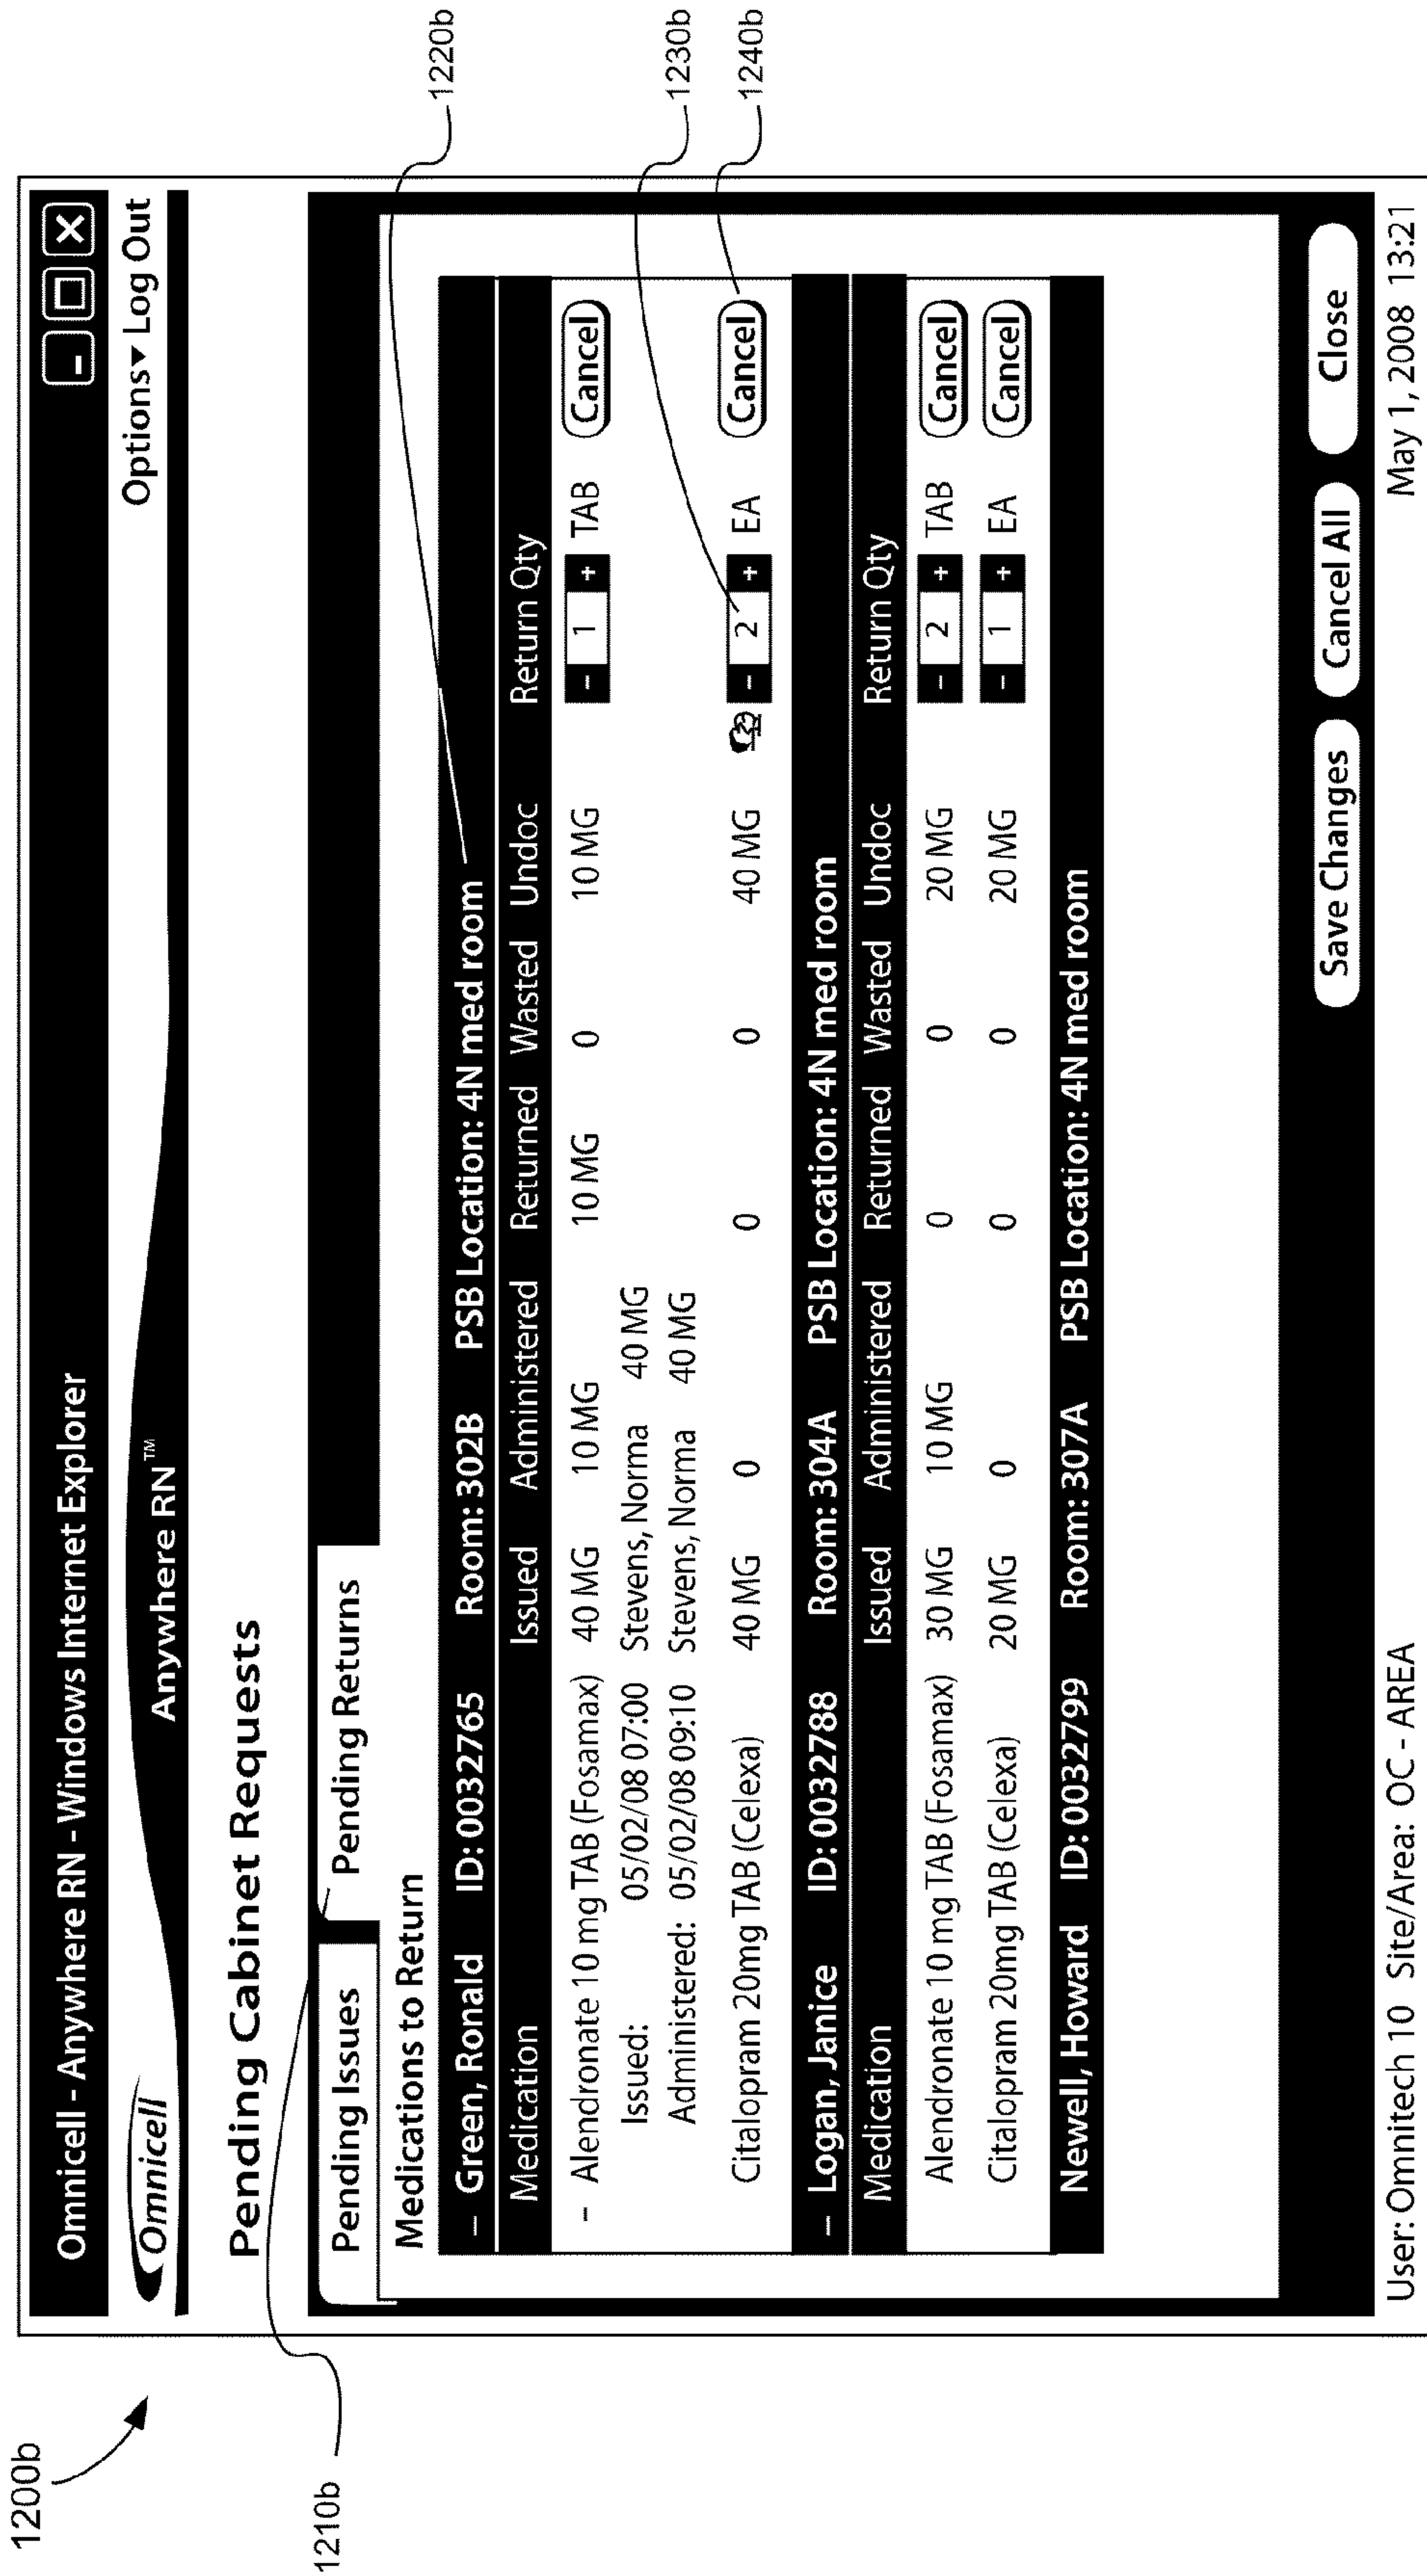 1200b
Omnicell - Anywhere RN - Windows Internet Explorer
Omnicell
Anywhere RN™
Options▾ Log Out
Pending Cabinet Requests
1210b
Pending Issues Pending Returns
Medications to Return
– Green, Ronald ID: 0032765 Room: 302B PSB Location: 4N med room
1220b
Medication Issued Administered Returned Wasted Undoc Return Qty
– Alendronate 10 mg TAB (Fosamax) 40 MG 10 MG 10 MG 0 10 MG – 1 + TAB Cancel
Issued: 05/02/08 07:00 Stevens, Norma 40 MG
Administered: 05/02/08 09:10 Stevens, Norma 40 MG
1230b
Citalopram 20mg TAB (Celexa) 40 MG 0 0 0 40 MG – 2 + EA Cancel
1240b
– Logan, Janice ID: 0032788 Room: 304A PSB Location: 4N med room
Medication Issued Administered Returned Wasted Undoc Return Qty
Alendronate 10 mg TAB (Fosamax) 30 MG 10 MG 0 0 20 MG – 2 + TAB Cancel
Citalopram 20mg TAB (Celexa) 20 MG 0 0 0 20 MG – 1 + EA Cancel
Newell, Howard ID: 0032799 Room: 307A PSB Location: 4N med room
Save Changes Cancel All Close
User: Omnitech 10 Site/Area: OC - AREA May 1, 2008 13:21